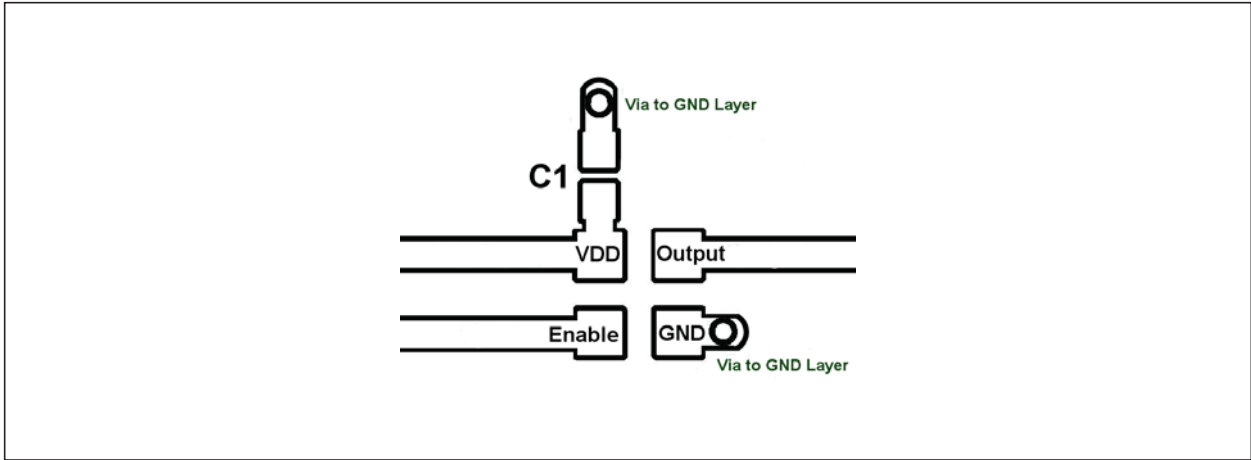 Via to GND Layer
C1
VDD
Output
Enable
GND
Via to GND Layer